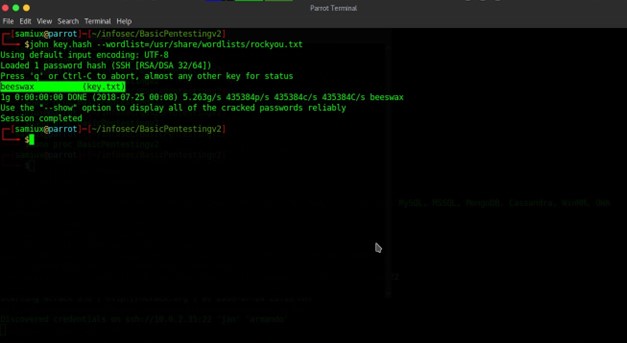 Parrot Terminal
File Edit View Search Terminal Help
┌─[samiux@parrot]─[~/infosec/BasicPentestingv2]
└──╼ $john key.hash --wordlist=/usr/share/wordlists/rockyou.txt
Using default input encoding: UTF-8
Loaded 1 password hash (SSH [RSA/DSA 32/64])
Press 'q' or Ctrl-C to abort, almost any other key for status
beeswax          (key.txt)
1g 0:00:00:00 DONE (2018-07-25 00:08) 5.263g/s 435384p/s 435384c/s 435384C/s beeswax
Use the "--show" option to display all of the cracked passwords reliably
Session completed
┌─[samiux@parrot]─[~/infosec/BasicPentestingv2]
└──╼ $